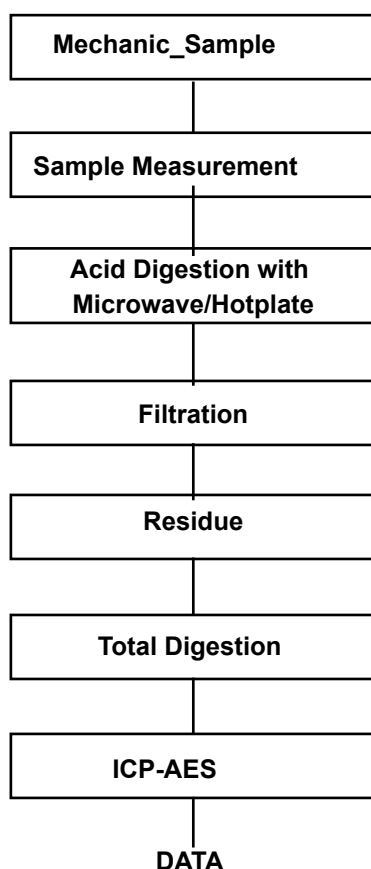 Mechanic_Sample
Sample Measurement
Acid Digestion with
Microwave/Hotplate
Filtration
Residue
Total Digestion
ICP-AES
DATA